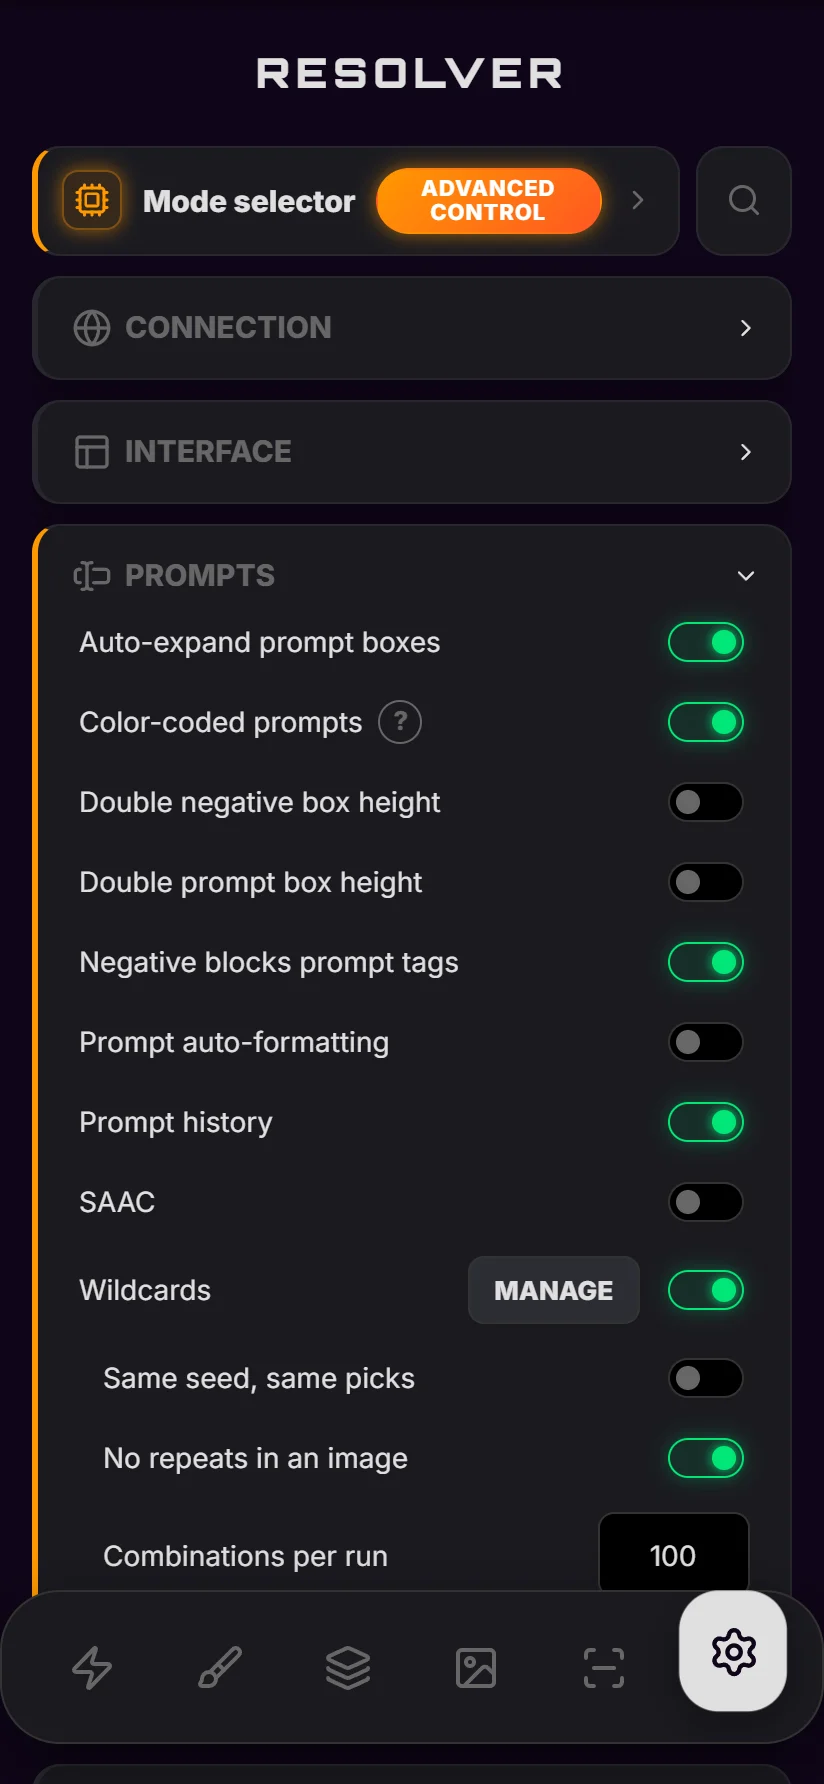 RESOLVER
Mode selector
ADVANCED
CONTROL
CONNECTION
INTERFACE
PROMPTS
Auto-expand prompt boxes
Color-coded prompts ?
Double negative box height
Double prompt box height
Negative blocks prompt tags
Prompt auto-formatting
Prompt history
SAAC
Wildcards MANAGE
Same seed, same picks
No repeats in an image
Combinations per run 100